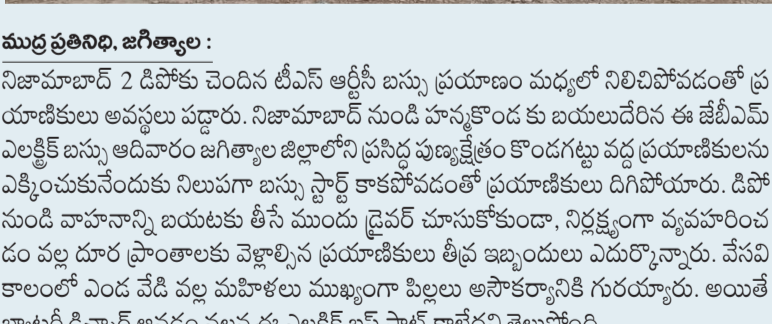 ముద్ర ప్రతినిధి, జగిత్యాల :
నిజామాబాద్ 2 డిపోకు చెందిన టీఎస్ ఆర్టీసీ బస్సు ప్రయాణం మధ్యలో నిలిచిపోవడంతో ప్ర
యాణికులు అవస్థలు పడ్డారు. నిజామాబాద్ నుండి హన్మకొండ కు బయలుదేరిన ఈ జేబీఎమ్
ఎలక్ట్రిక్ బస్సు ఆదివారం జగిత్యాల జిల్లాలోని ప్రసిద్ధ పుణ్యక్షేత్రం కొండగట్టు వద్ద ప్రయాణికులను
ఎక్కించుకునేందుకు నిలుపగా బస్సు స్టార్ట్ కాకపోవడంతో ప్రయాణికులు దిగిపోయారు. డిపో
నుండి వాహనాన్ని బయటకు తీసే ముందు డ్రైవర్ చూసుకోకుండా, నిర్లక్ష్యంగా వ్యవహరించ
డం వల్ల దూర ప్రాంతాలకు వెళ్లాల్సిన ప్రయాణికులు తీవ్ర ఇబ్బందులు ఎదుర్కొన్నారు. వేసవి
కాలంలో ఎండ వేడి వల్ల మహిళలు ముఖ్యంగా పిల్లలు అసౌకర్యానికి గురయ్యారు. అయితే